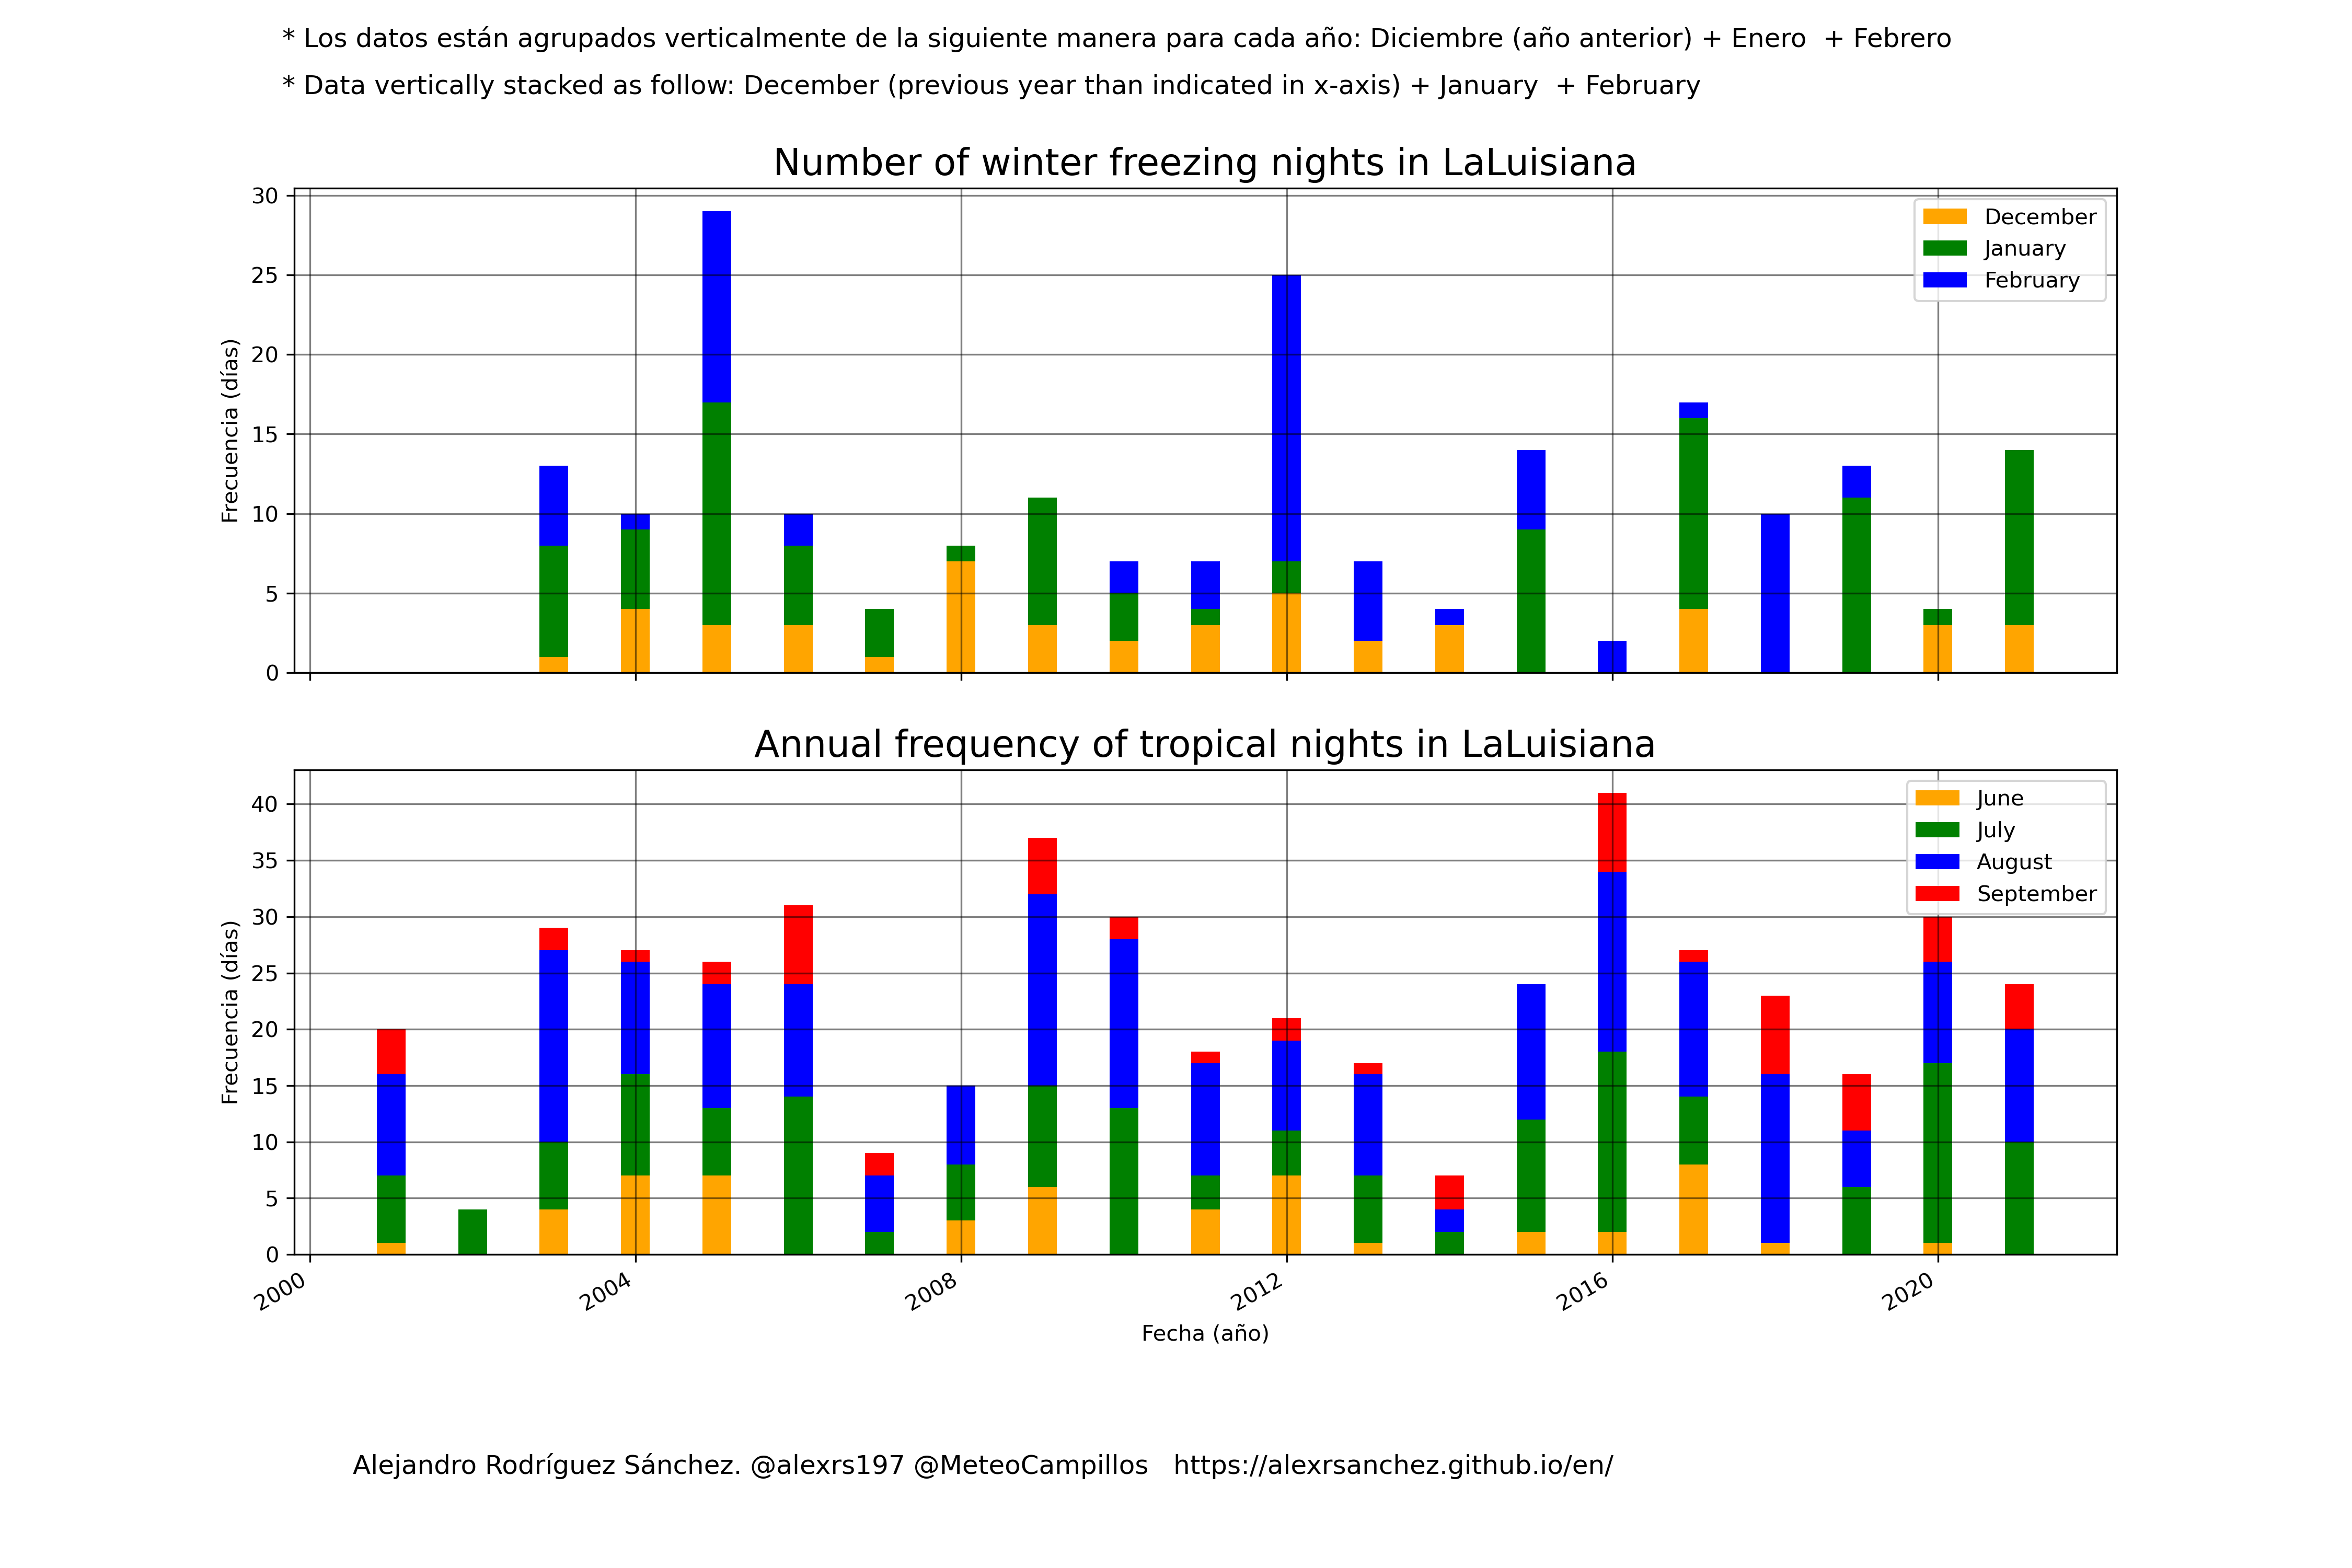 * Los datos están agrupados verticalmente de la siguiente manera para cada año: Diciembre (año anterior) + Enero  + Febrero
* Data vertically stacked as follow: December (previous year than indicated in x-axis) + January  + February
Number of winter freezing nights in LaLuisiana
Frecuencia (días)
30
25
20
15
10
5
0
December
January
February
Annual frequency of tropical nights in LaLuisiana
Frecuencia (días)
40
35
30
25
20
15
10
5
0
June
July
August
September
2000
2004
2008
2012
2016
2020
Fecha (año)
Alejandro Rodríguez Sánchez. @alexrs197 @MeteoCampillos   https://alexrsanchez.github.io/en/